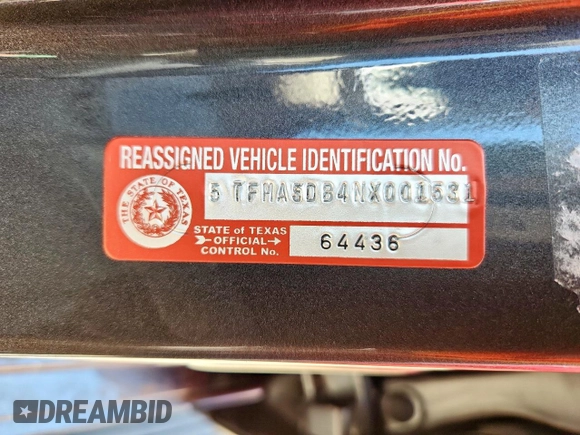 REASSIGNED VEHICLE IDENTIFICATION No.
5TFMA5DB4NX001531
THE STATE OF TEXAS
STATE of TEXAS
OFFICIAL
CONTROL No.
64436
DREAMBID